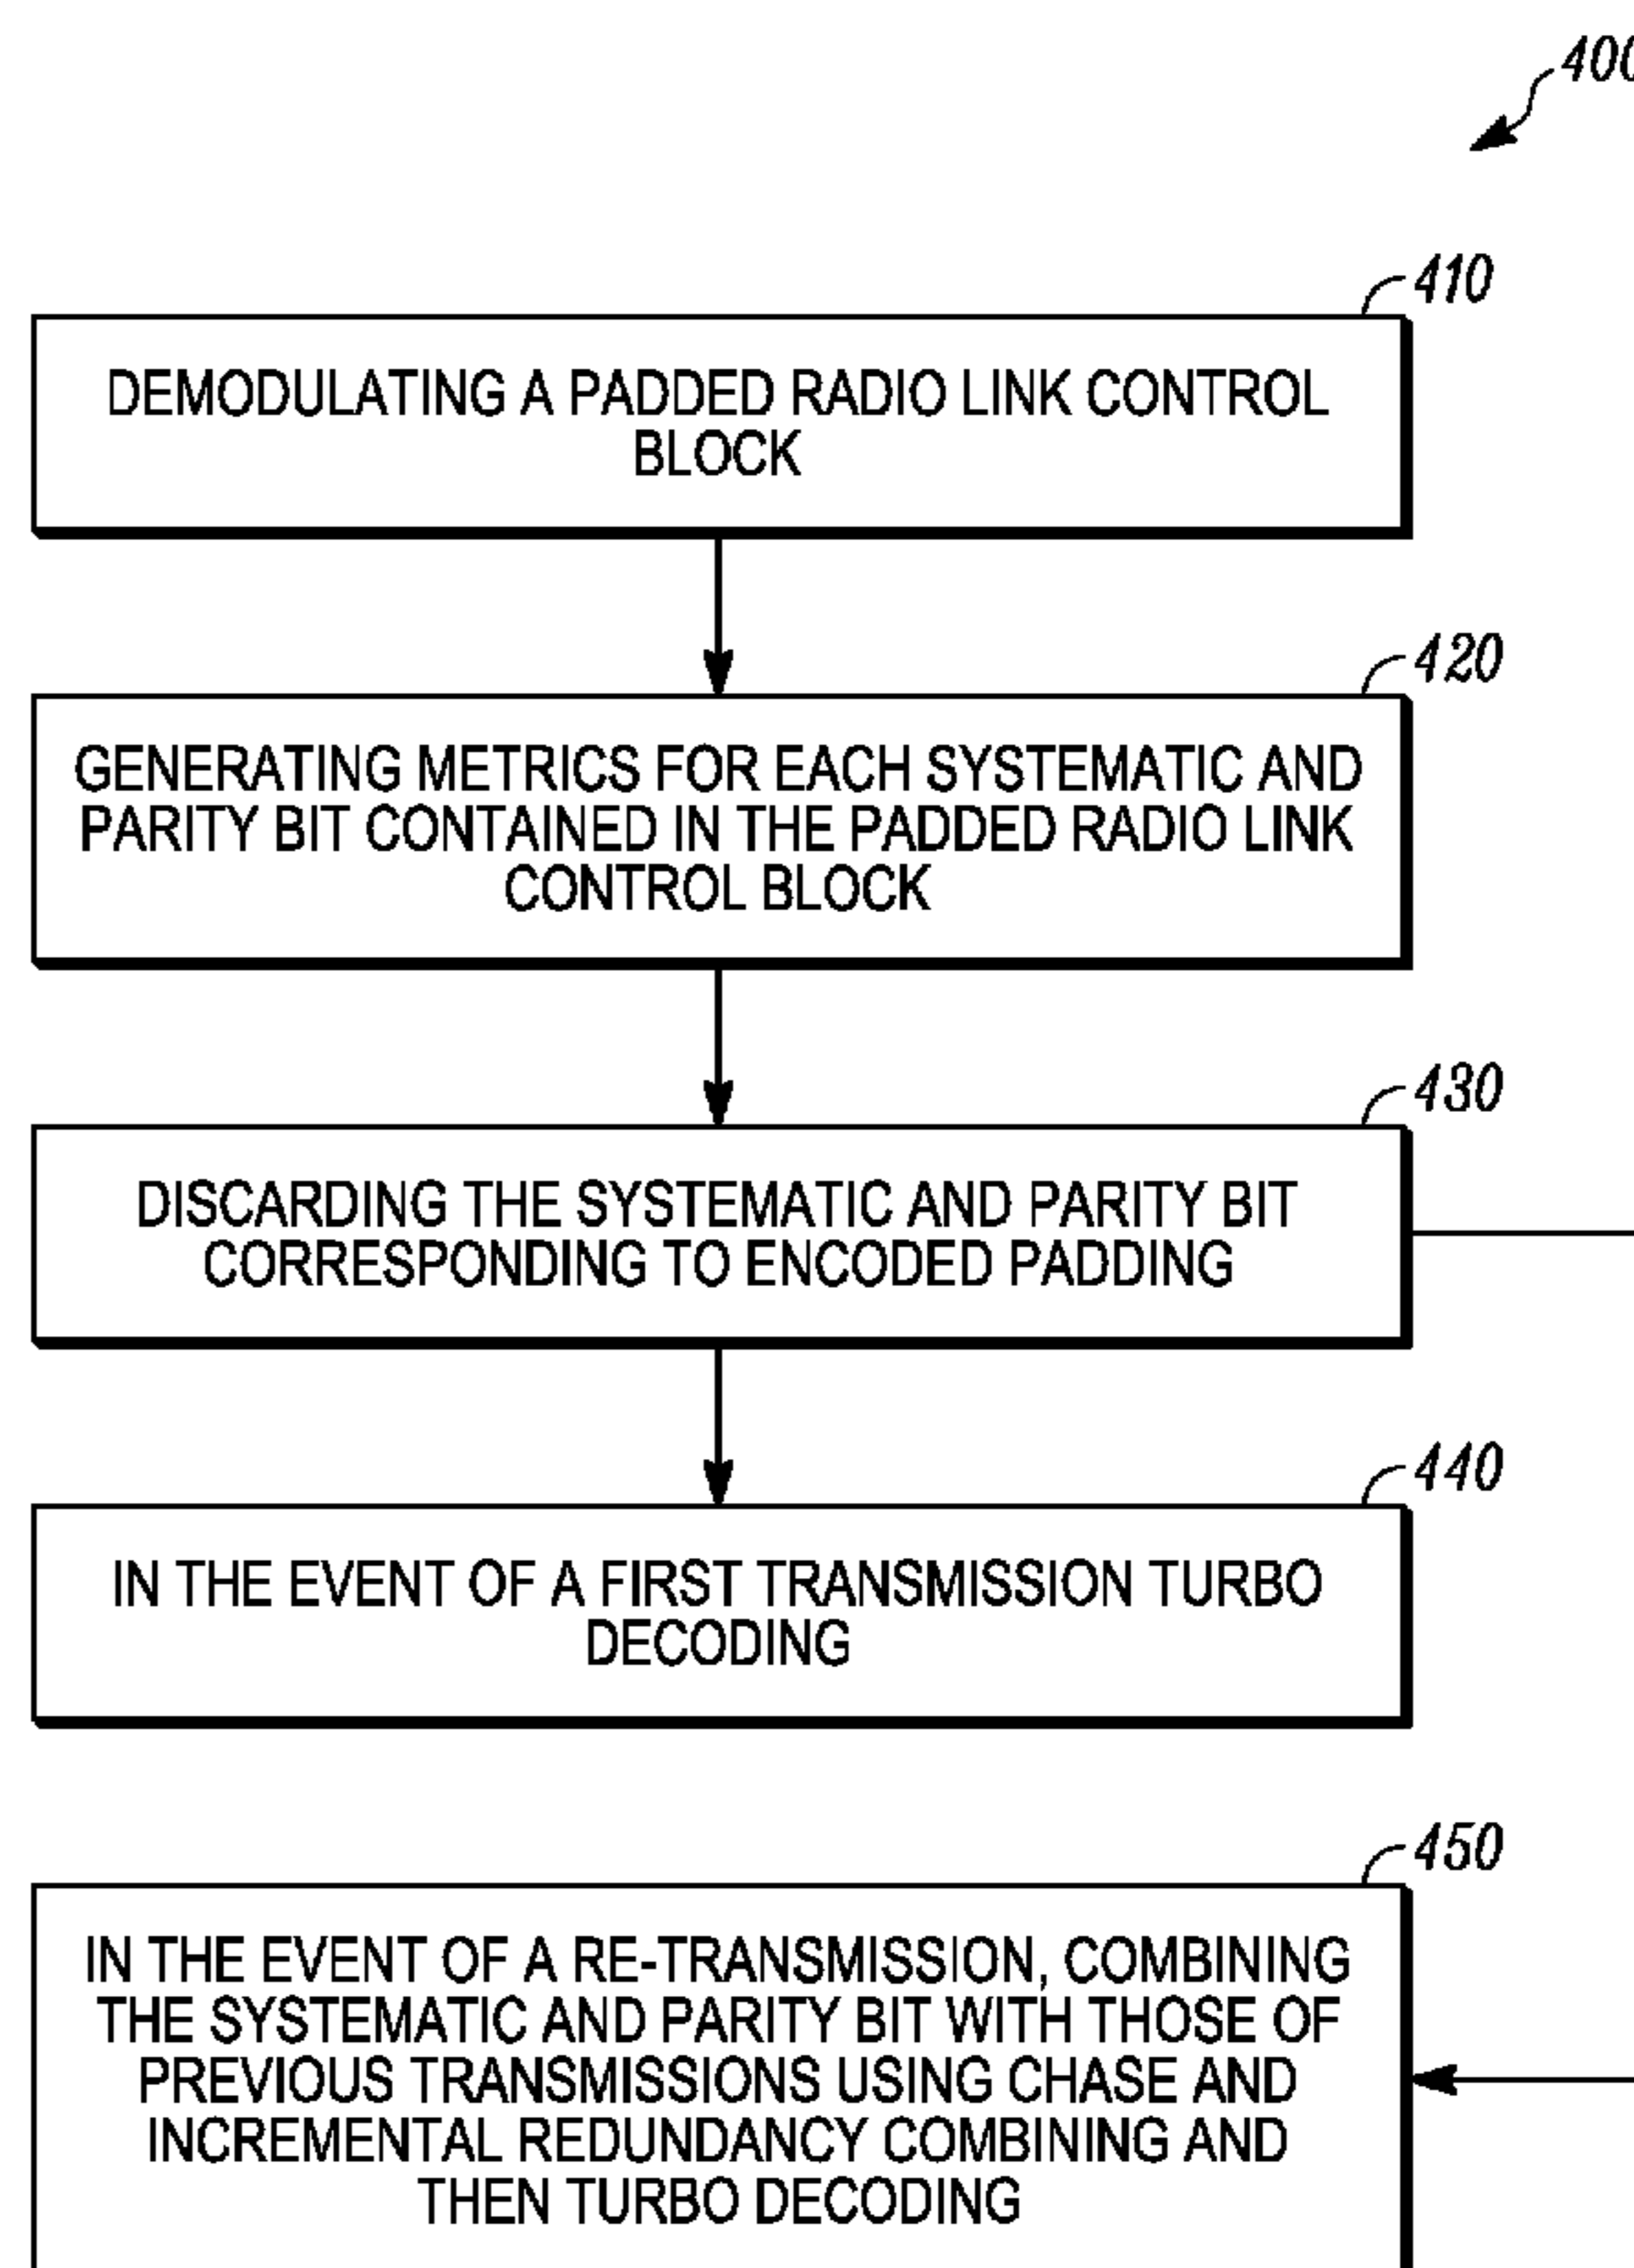 400
410
DEMODULATING A PADDED RADIO LINK CONTROL
BLOCK
420
GENERATING METRICS FOR EACH SYSTEMATIC AND
PARITY BIT CONTAINED IN THE PADDED RADIO LINK
CONTROL BLOCK
430
DISCARDING THE SYSTEMATIC AND PARITY BIT
CORRESPONDING TO ENCODED PADDING
440
IN THE EVENT OF A FIRST TRANSMISSION TURBO
DECODING
450
IN THE EVENT OF A RE-TRANSMISSION, COMBINING
THE SYSTEMATIC AND PARITY BIT WITH THOSE OF
PREVIOUS TRANSMISSIONS USING CHASE AND
INCREMENTAL REDUNDANCY COMBINING AND
THEN TURBO DECODING